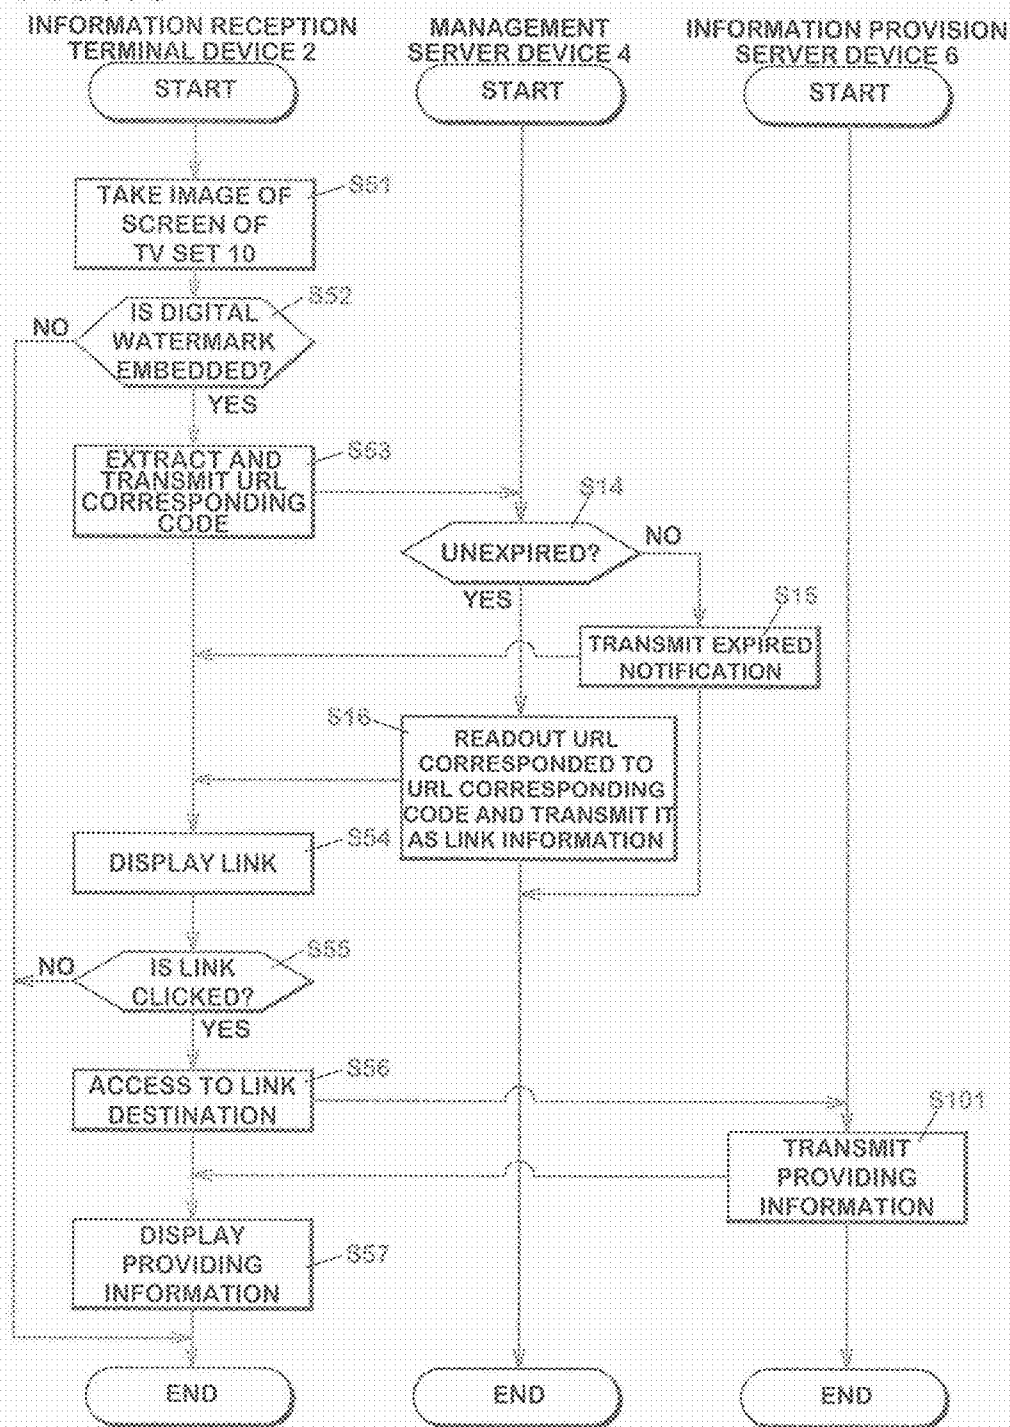 INFORMATION RECEPTION
TERMINAL DEVICE 2
MANAGEMENT
SERVER DEVICE 4
INFORMATION PROVISION
SERVER DEVICE 6
START
START
START
TAKE IMAGE OF
SCREEN OF
TV SET 10
S51
IS DIGITAL
WATERMARK
EMBEDDED?
S52
NO
YES
EXTRACT AND
TRANSMIT URL
CORRESPONDING
CODE
S53
S14
UNEXPIRED?
NO
YES
S15
TRANSMIT EXPIRED
NOTIFICATION
S16
READOUT URL
CORRESPONDED TO
URL CORRESPONDING
CODE AND TRANSMIT IT
AS LINK INFORMATION
DISPLAY LINK
S54
IS LINK
CLICKED?
S55
NO
YES
ACCESS TO LINK
DESTINATION
S56
S101
TRANSMIT
PROVIDING
INFORMATION
DISPLAY
PROVIDING
INFORMATION
S57
END
END
END